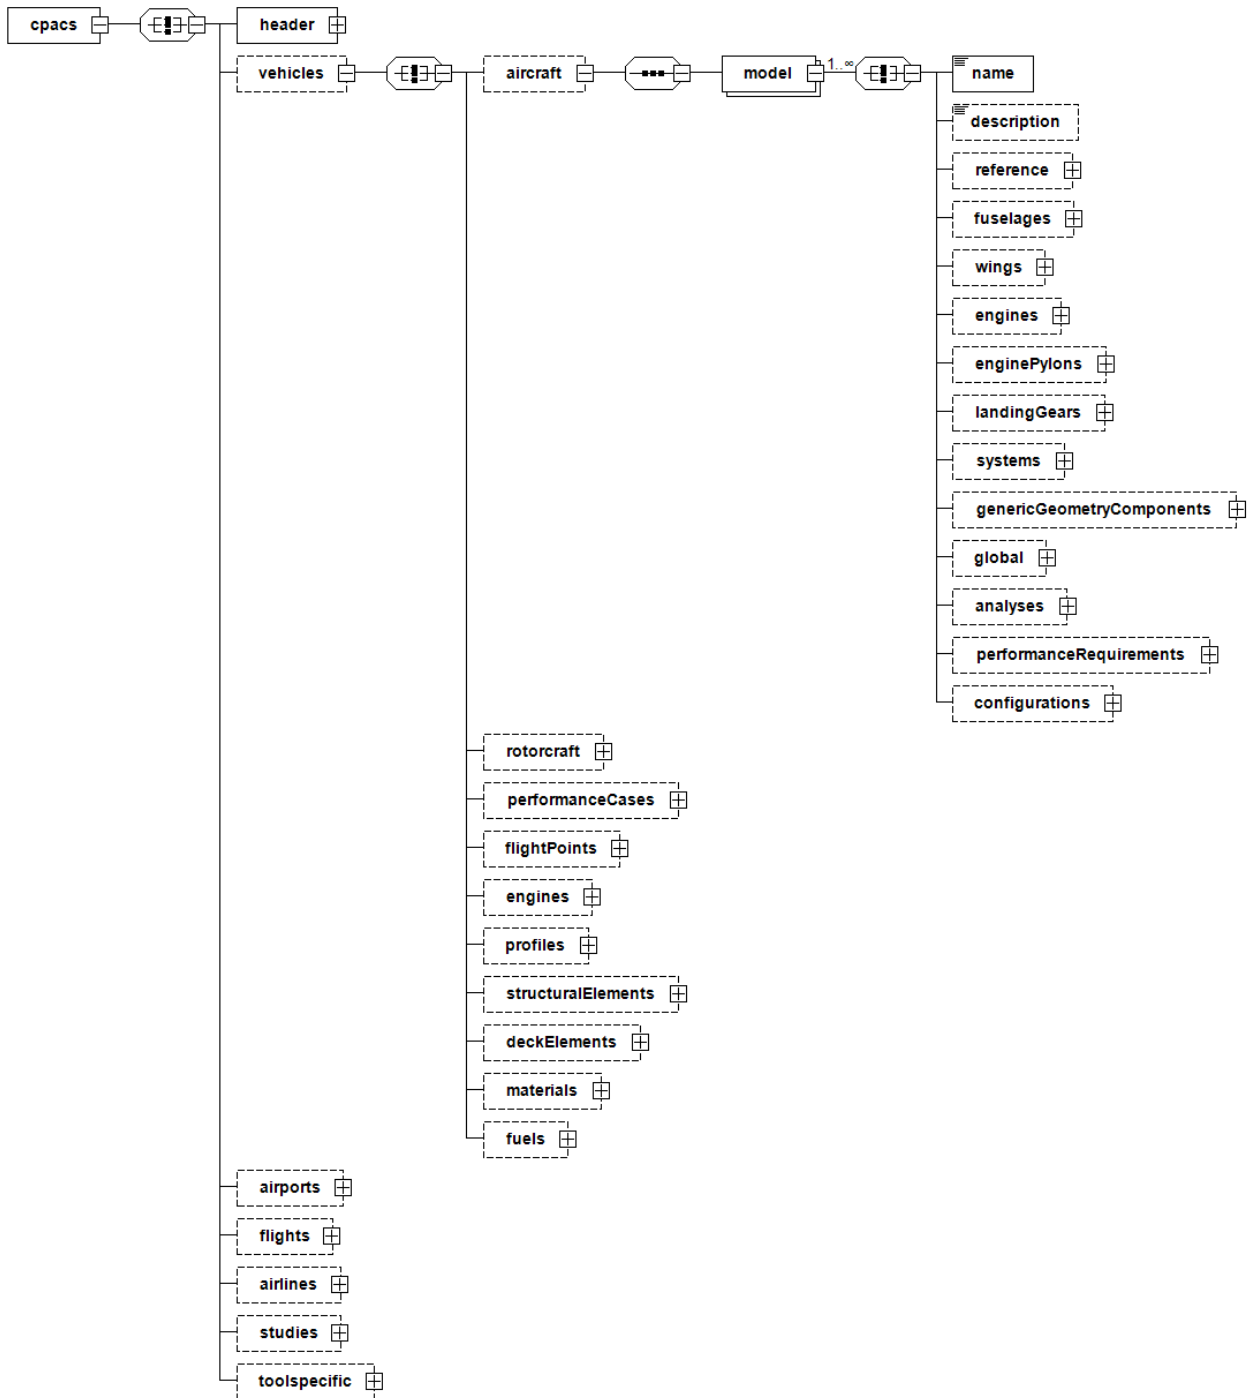 cpacs
header
vehicles
aircraft
model
1..∞
name
description
reference
fuselages
wings
engines
enginePylons
landingGears
systems
genericGeometryComponents
global
analyses
performanceRequirements
configurations
rotorcraft
performanceCases
flightPoints
engines
profiles
structuralElements
deckElements
materials
fuels
airports
flights
airlines
studies
toolspecific